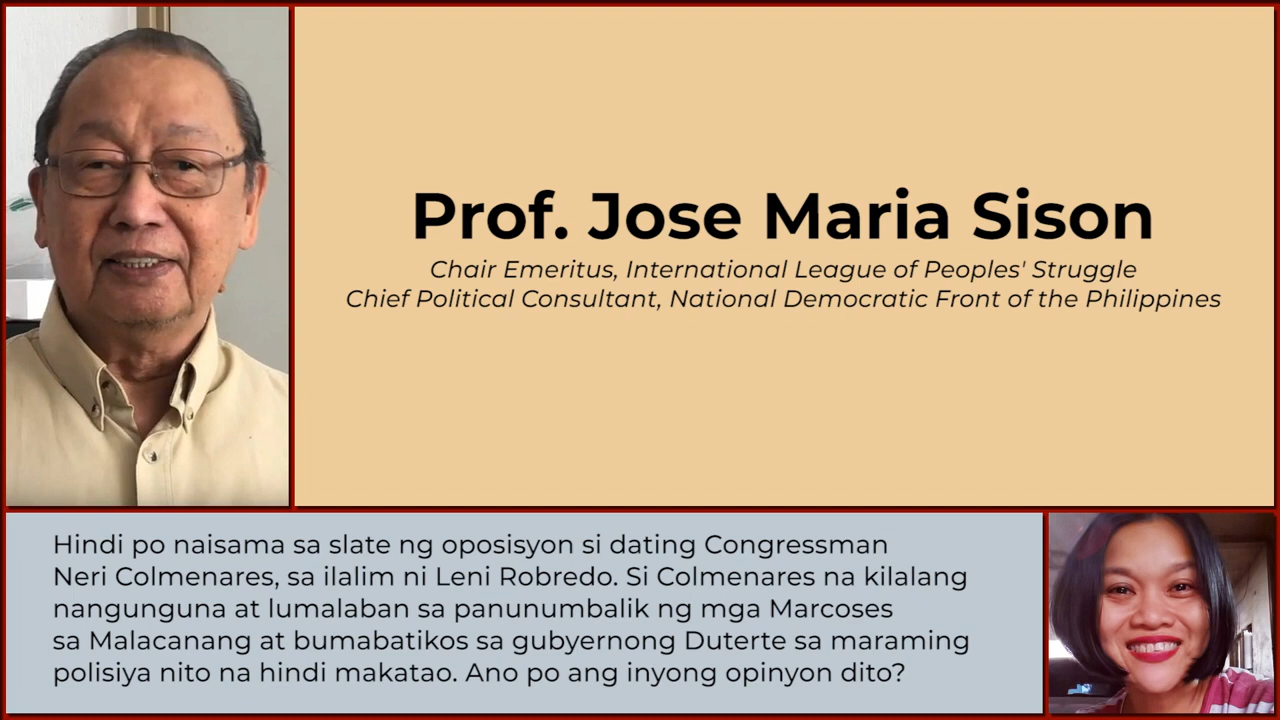 Prof. Jose Maria Sison
Chair Emeritus, International League of Peoples' Struggle
Chief Political Consultant, National Democratic Front of the Philippines
Hindi po naisama sa slate ng oposisyon si dating Congressman
Neri Colmenares, sa ilalim ni Leni Robredo. Si Colmenares na kilalang
nangunguna at lumalaban sa panunumbalik ng mga Marcoses
sa Malacanang at bumabatikos sa gubyernong Duterte sa maraming
polisiya nito na hindi makatao. Ano po ang inyong opinyon dito?